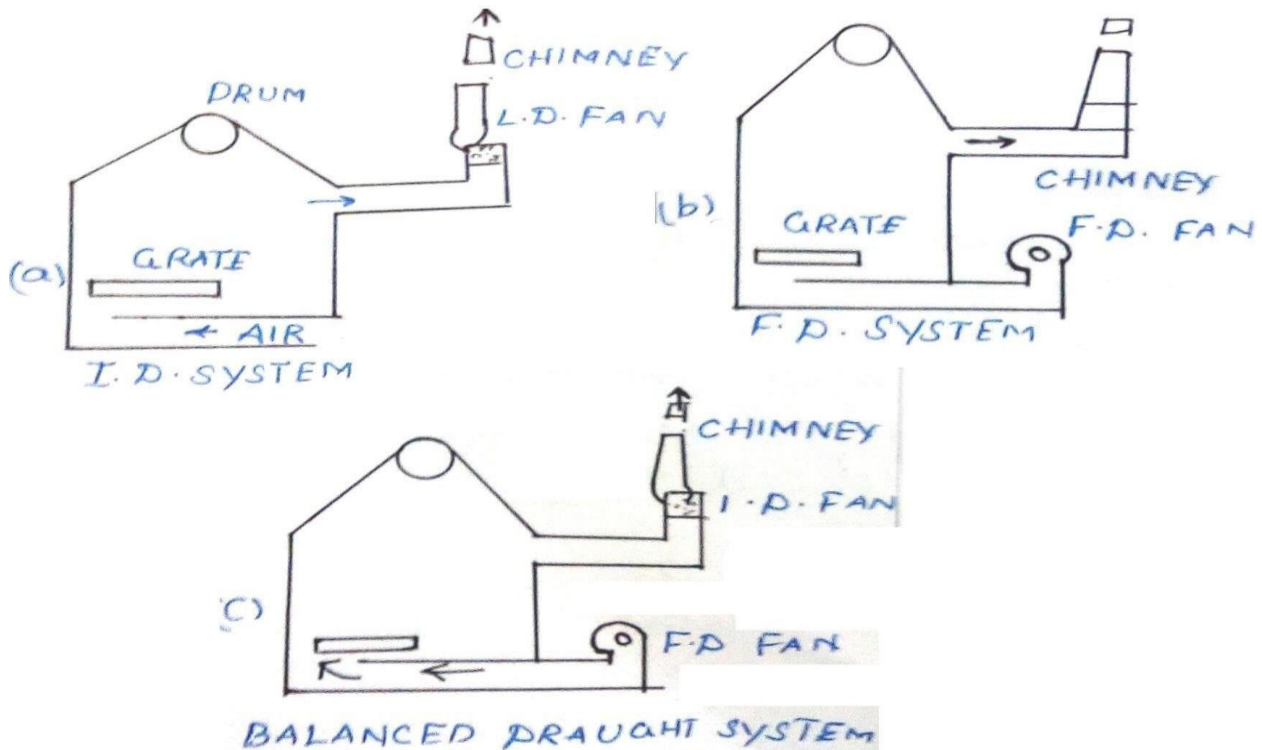 CHIMNEY
DRUM
L.D. FAN
(a)
GRATE
AIR
I.D. SYSTEM
CHIMNEY
(b)
GRATE
F.D. FAN
F.D. SYSTEM
CHIMNEY
I.D. FAN
C)
F.D FAN
BALANCED DRAUGHT SYSTEM